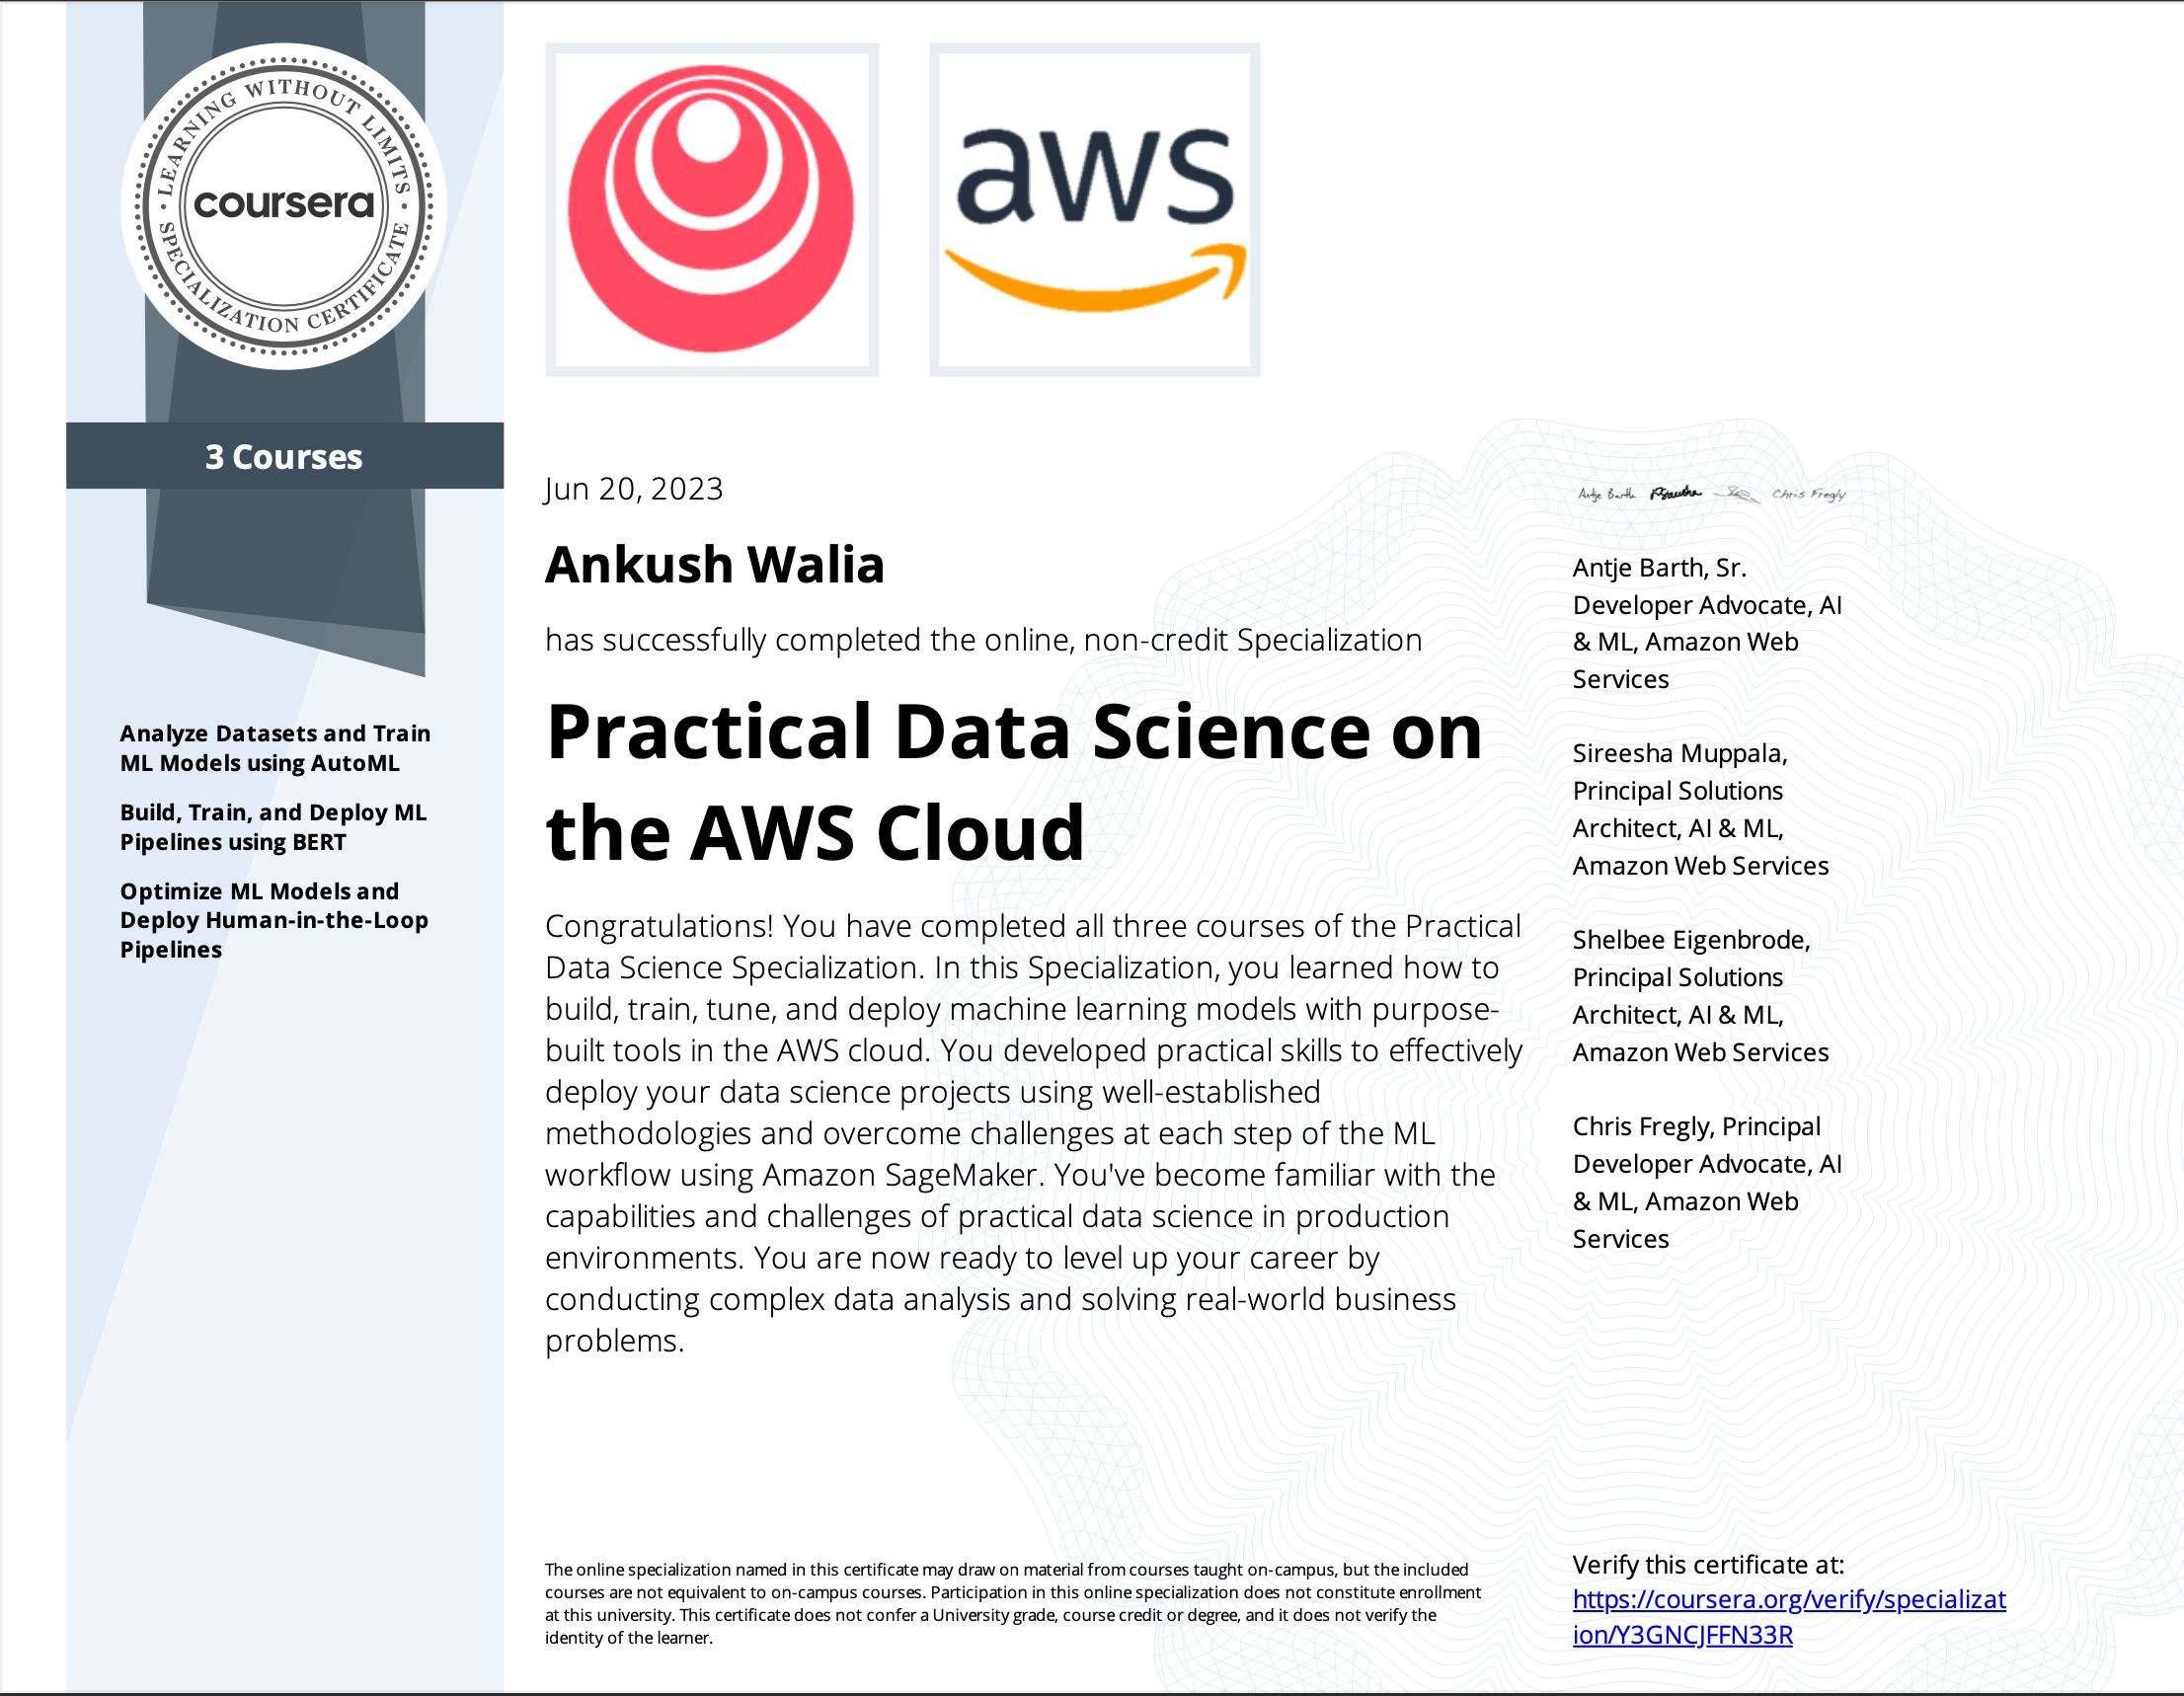 LEARNING WITHOUT LIMITS
coursera
SPECIALIZATION CERTIFICATE
aws
3 Courses
Analyze Datasets and Train
ML Models using AutoML
Build, Train, and Deploy ML
Pipelines using BERT
Optimize ML Models and
Deploy Human-in-the-Loop
Pipelines
Jun 20, 2023
Ankush Walia
has successfully completed the online, non-credit Specialization
Practical Data Science on
the AWS Cloud
Congratulations! You have completed all three courses of the Practical
Data Science Specialization. In this Specialization, you learned how to
build, train, tune, and deploy machine learning models with purpose-
built tools in the AWS cloud. You developed practical skills to effectively
deploy your data science projects using well-established
methodologies and overcome challenges at each step of the ML
workflow using Amazon SageMaker. You've become familiar with the
capabilities and challenges of practical data science in production
environments. You are now ready to level up your career by
conducting complex data analysis and solving real-world business
problems.
Antje Barth Chris Fregly
Antje Barth, Sr.
Developer Advocate, AI
& ML, Amazon Web
Services
Sireesha Muppala,
Principal Solutions
Architect, AI & ML,
Amazon Web Services
Shelbee Eigenbrode,
Principal Solutions
Architect, AI & ML,
Amazon Web Services
Chris Fregly, Principal
Developer Advocate, AI
& ML, Amazon Web
Services
The online specialization named in this certificate may draw on material from courses taught on-campus, but the included
courses are not equivalent to on-campus courses. Participation in this online specialization does not constitute enrollment
at this university. This certificate does not confer a University grade, course credit or degree, and it does not verify the
identity of the learner.
Verify this certificate at:
https://coursera.org/verify/specializat
ion/Y3GNCJFFN33R